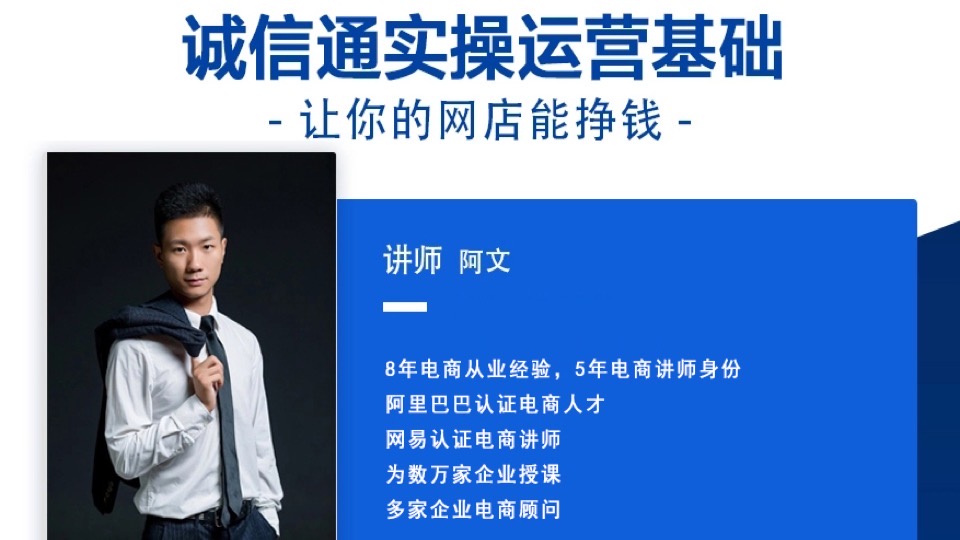 诚信通实操运营基础
- 让你的网店能挣钱 -
讲师 阿文
8年电商从业经验，5年电商讲师身份
阿里巴巴认证电商人才
网易认证电商讲师
为数万家企业授课
多家企业电商顾问